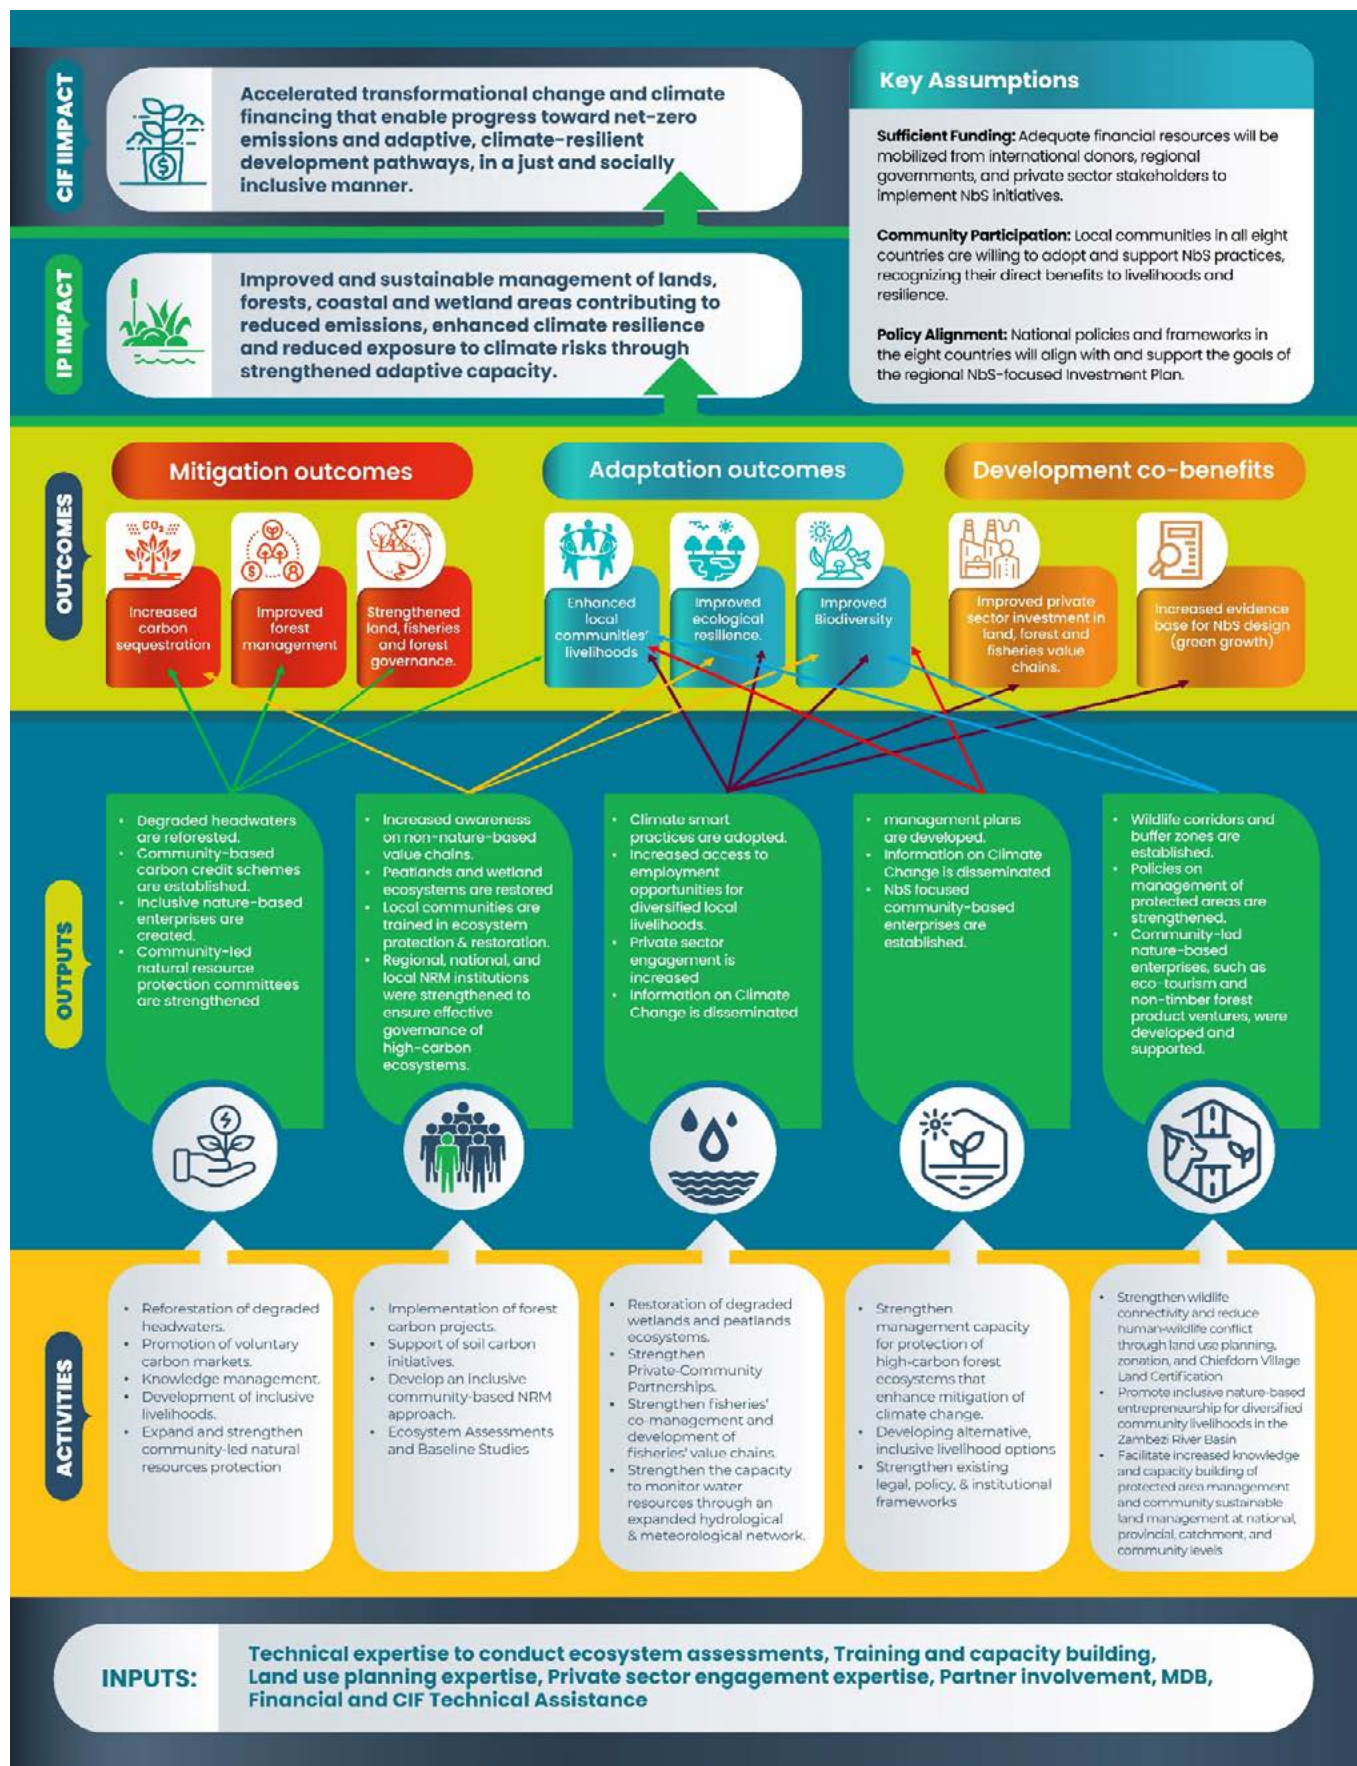 CIF IIMPACT
Accelerated transformational change and climate
financing that enable progress toward net-zero
emissions and adaptive, climate-resilient
development pathways, in a just and socially
inclusive manner.
Key Assumptions
Sufficient Funding: Adequate financial resources will be
mobilized from international donors, regional
governments, and private sector stakeholders to
implement NbS initiatives.
Community Participation: Local communities in all eight
countries are willing to adopt and support NbS practices,
recognizing their direct benefits to livelihoods and
resilience.
Policy Alignment: National policies and frameworks in
the eight countries will align with and support the goals of
the regional NbS-focused Investment Plan.
IP IMPACT
Improved and sustainable management of lands,
forests, coastal and wetland areas contributing to
reduced emissions, enhanced climate resilience
and reduced exposure to climate risks through
strengthened adaptive capacity.
OUTCOMES
Mitigation outcomes
CO₂
Increased
carbon
sequestration
Improved
forest
management
Strengthened
land, fisheries
and forest
governance.
Adaptation outcomes
Enhanced
local
communities'
livelihoods
Improved
ecological
resilience.
Improved
Biodiversity
Development co-benefits
Improved private
sector investment in
land, forest and
fisheries value
chains.
Increased evidence
base for NbS design
(green growth)
OUTPUTS
• Degraded headwaters
are reforested.
• Community-based
carbon credit schemes
are established.
• Inclusive nature-based
enterprises are
created.
• Community-led
natural resource
protection committees
are strengthened
• Increased awareness
on non-nature-based
value chains.
• Peatlands and wetland
ecosystems are restored
• Local communities are
trained in ecosystem
protection & restoration.
• Regional, national, and
local NRM institutions
were strengthened to
ensure effective
governance of
high-carbon
ecosystems.
• Climate smart
practices are adopted.
• Increased access to
employment
opportunities for
diversified local
livelihoods.
• Private sector
engagement is
increased
• Information on Climate
Change is disseminated
• management plans
are developed.
• Information on Climate
Change is disseminated
• NbS focused
community-based
enterprises are
established.
• Wildlife corridors and
buffer zones are
established.
• Policies on
management of
protected areas are
strengthened.
• Community-led
nature-based
enterprises, such as
eco-tourism and
non-timber forest
product ventures, were
developed and
supported.
ACTIVITIES
• Reforestation of degraded
headwaters.
• Promotion of voluntary
carbon markets.
• Knowledge management.
• Development of inclusive
livelihoods.
• Expand and strengthen
community-led natural
resources protection
• Implementation of forest
carbon projects.
• Support of soil carbon
initiatives.
• Develop an inclusive
community-based NRM
approach.
• Ecosystem Assessments
and Baseline Studies
• Restoration of degraded
wetlands and peatlands
ecosystems.
• Strengthen
Private-Community
Partnerships.
• Strengthen fisheries'
co-management and
development of
fisheries' value chains.
• Strengthen the capacity
to monitor water
resources through an
expanded hydrological
& meteorological network.
• Strengthen
management capacity
for protection of
high-carbon forest
ecosystems that
enhance mitigation of
climate change.
• Developing alternative,
inclusive livelihood options
• Strengthen existing
legal, policy, & institutional
frameworks
• Strengthen wildlife
connectivity and reduce
human-wildlife conflict
through land use planning,
zonation, and Chiefdom Village
Land Certification
• Promote inclusive nature-based
entrepreneurship for diversified
community livelihoods in the
Zambezi River Basin
• Facilitate increased knowledge
and capacity building of
protected area management
and community sustainable
land management at national,
provincial, catchment, and
community levels
INPUTS:
Technical expertise to conduct ecosystem assessments, Training and capacity building,
Land use planning expertise, Private sector engagement expertise, Partner involvement, MDB,
Financial and CIF Technical Assistance